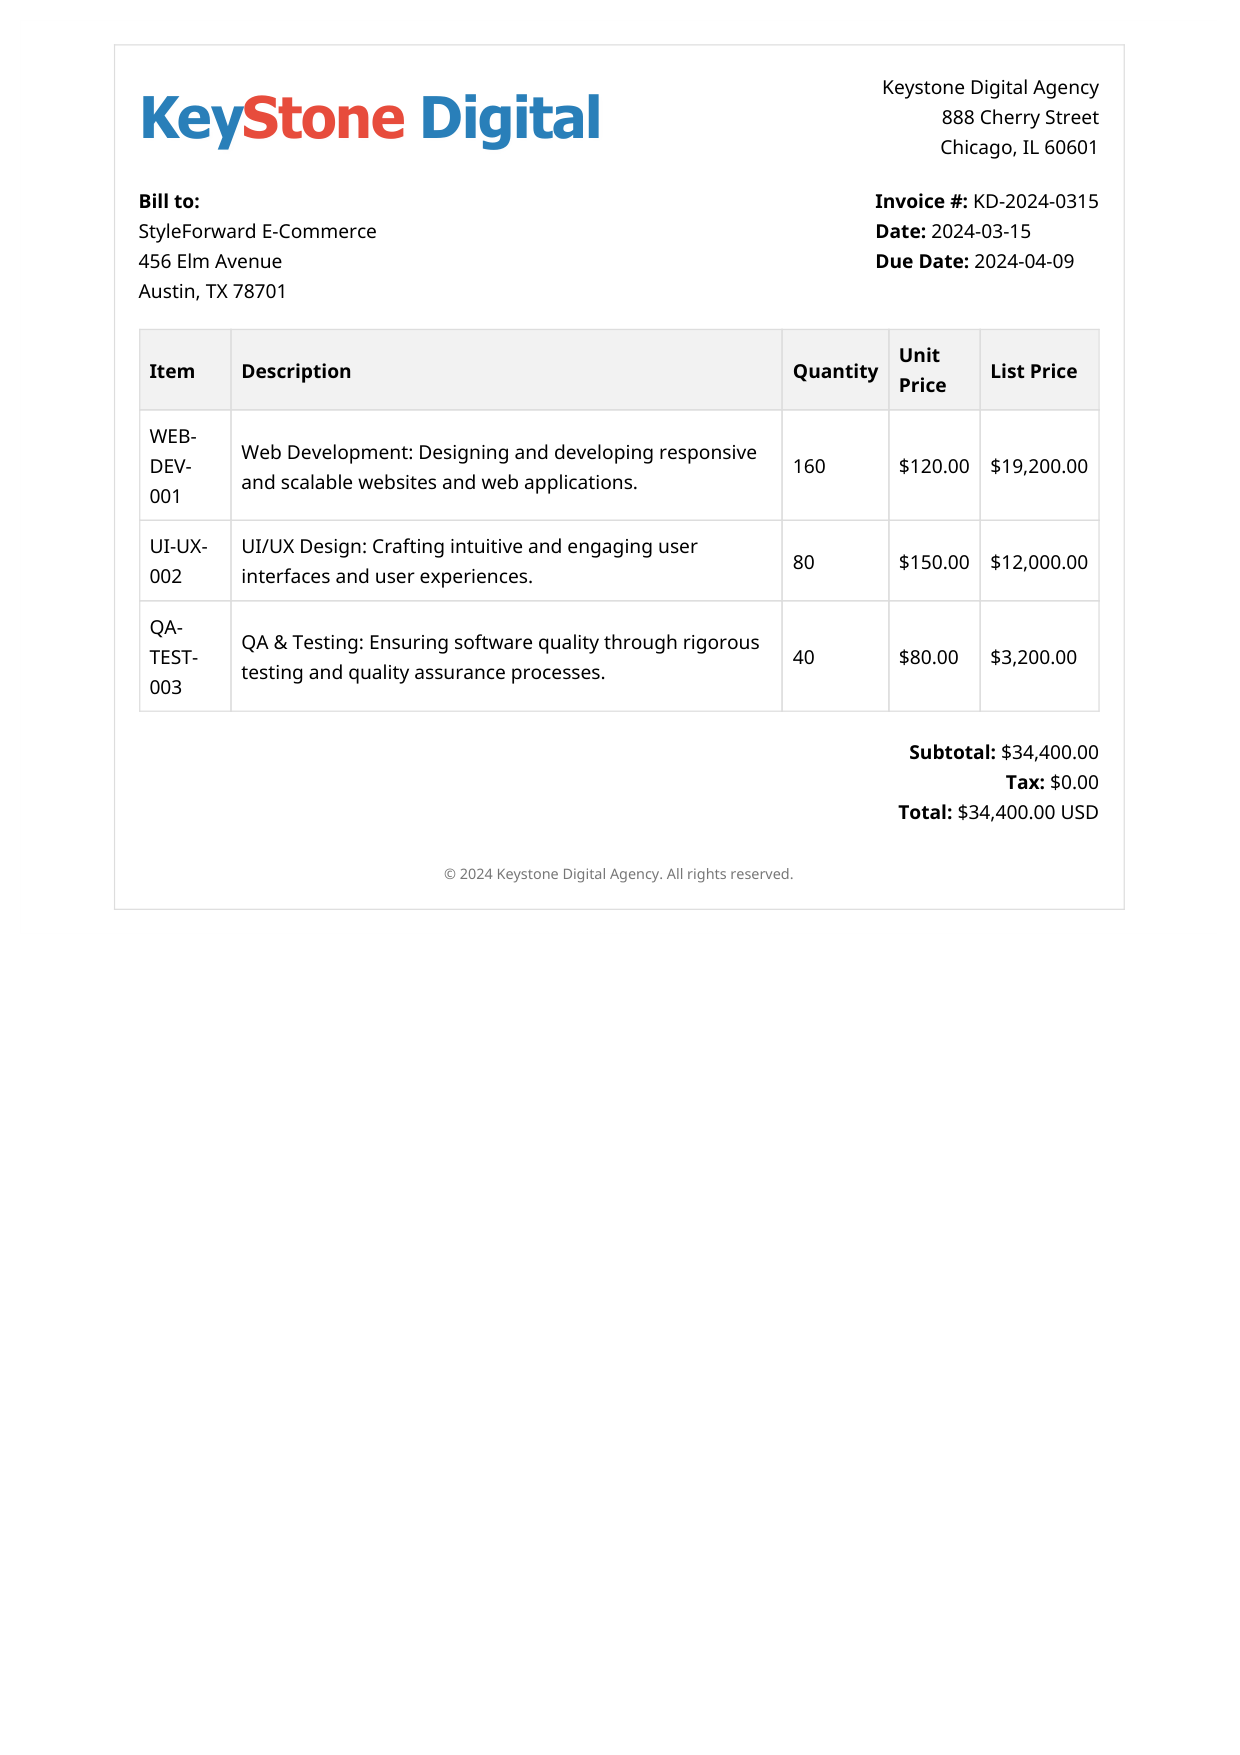 KeyStone Digital
Keystone Digital Agency
888 Cherry Street
Chicago, IL 60601
Bill to:
StyleForward E-Commerce
456 Elm Avenue
Austin, TX 78701
Invoice #: KD-2024-0315
Date: 2024-03-15
Due Date: 2024-04-09
Item
Description
Quantity
Unit
Price
List Price
WEB-
DEV-
001
Web Development: Designing and developing responsive
and scalable websites and web applications.
160
$120.00
$19,200.00
UI-UX-
002
UI/UX Design: Crafting intuitive and engaging user
interfaces and user experiences.
80
$150.00
$12,000.00
QA-
TEST-
003
QA & Testing: Ensuring software quality through rigorous
testing and quality assurance processes.
40
$80.00
$3,200.00
Subtotal: $34,400.00
Tax: $0.00
Total: $34,400.00 USD
© 2024 Keystone Digital Agency. All rights reserved.